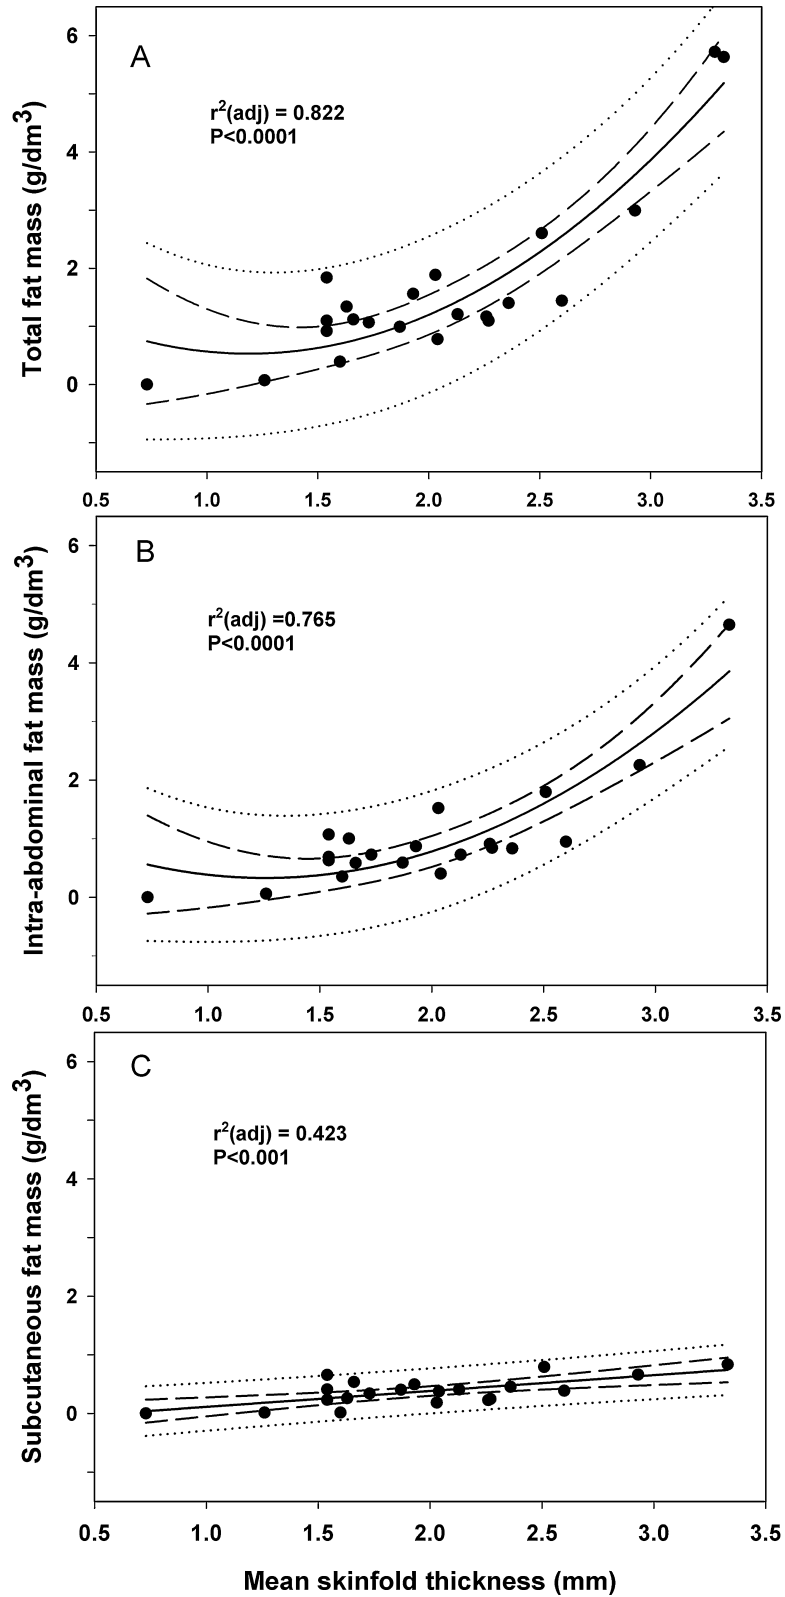 A
r²(adj) = 0.822
P<0.0001
Total fat mass (g/dm³)
6
4
2
0
0.5 1.0 1.5 2.0 2.5 3.0 3.5
B
r²(adj) =0.765
P<0.0001
Intra-abdominal fat mass (g/dm³)
6
4
2
0
0.5 1.0 1.5 2.0 2.5 3.0 3.5
C
r²(adj) = 0.423
P<0.001
Subcutaneous fat mass (g/dm³)
6
4
2
0
0.5 1.0 1.5 2.0 2.5 3.0 3.5
Mean skinfold thickness (mm)